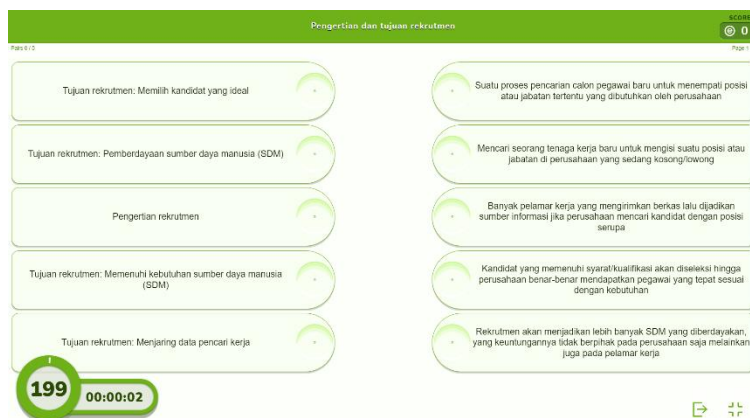 Pengertian dan tujuan rekrutmen
SCORE
0
Page 1
Tujuan rekrutmen: Memilih kandidat yang ideal
Suatu proses pencarian calon pegawai baru untuk menempati posisi
atau jabatan tertentu yang dibutuhkan oleh perusahaan
Tujuan rekrutmen: Pemberdayaan sumber daya manusia (SDM)
Mencari seorang tenaga kerja baru untuk mengisi suatu posisi atau
jabatan di perusahaan yang sedang kosong/lowong
Pengertian rekrutmen
Banyak pelamar kerja yang mengirimkan berkas lalu dijadikan
sumber informasi jika perusahaan mencari kandidat dengan posisi
serupa
Tujuan rekrutmen: Memenuhi kebutuhan sumber daya manusia
(SDM)
Kandidat yang memenuhi syarat/kualifikasi akan diseleksi hingga
perusahaan benar-benar mendapatkan pegawai yang tepat sesuai
dengan kebutuhan
Tujuan rekrutmen: Menjaring data pencari kerja
Rekrutmen akan menjadikan lebih banyak SDM yang diberdayakan,
yang keuntungannya tidak berpihak pada perusahaan saja melainkan
juga pada pelamar kerja
199
00:00:02